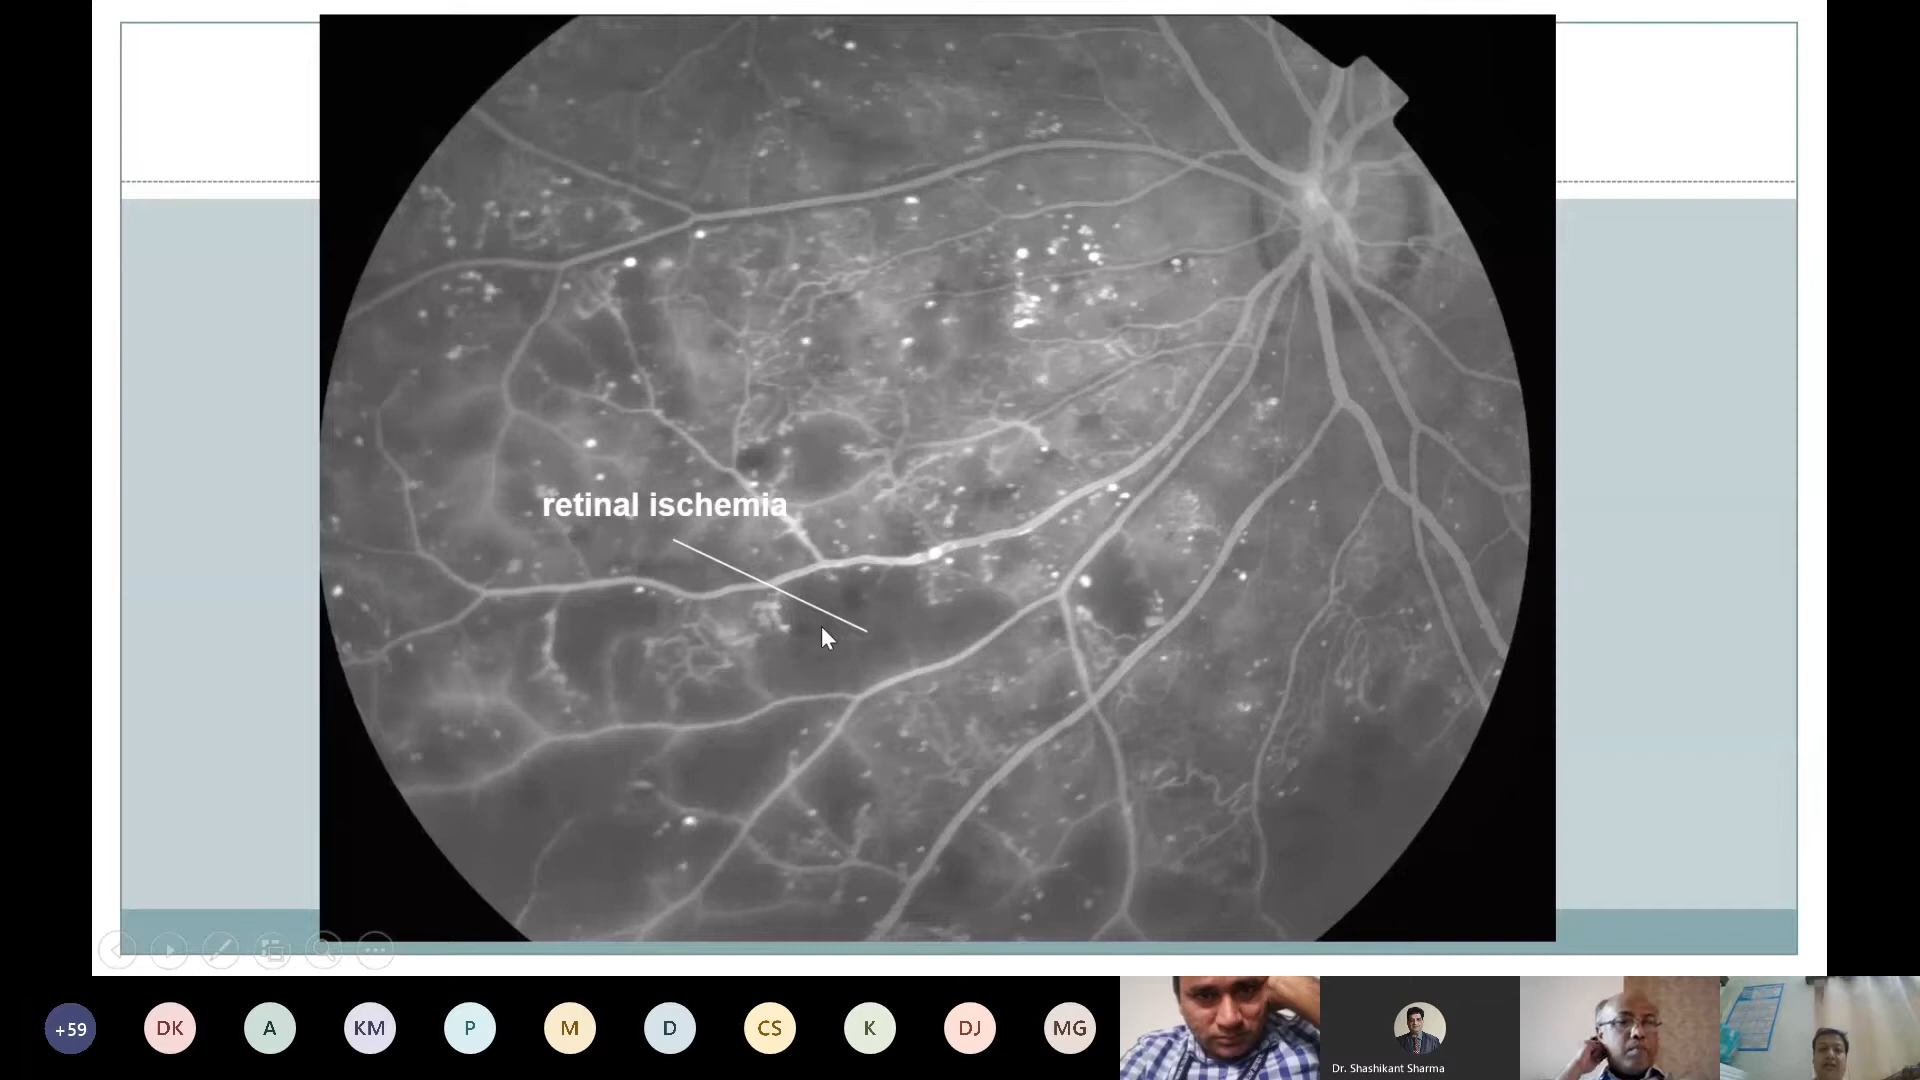 retinal ischemia
+59
DK
A
KM
P
M
D
CS
K
DJ
MG
Dr. Shashikant Sharma